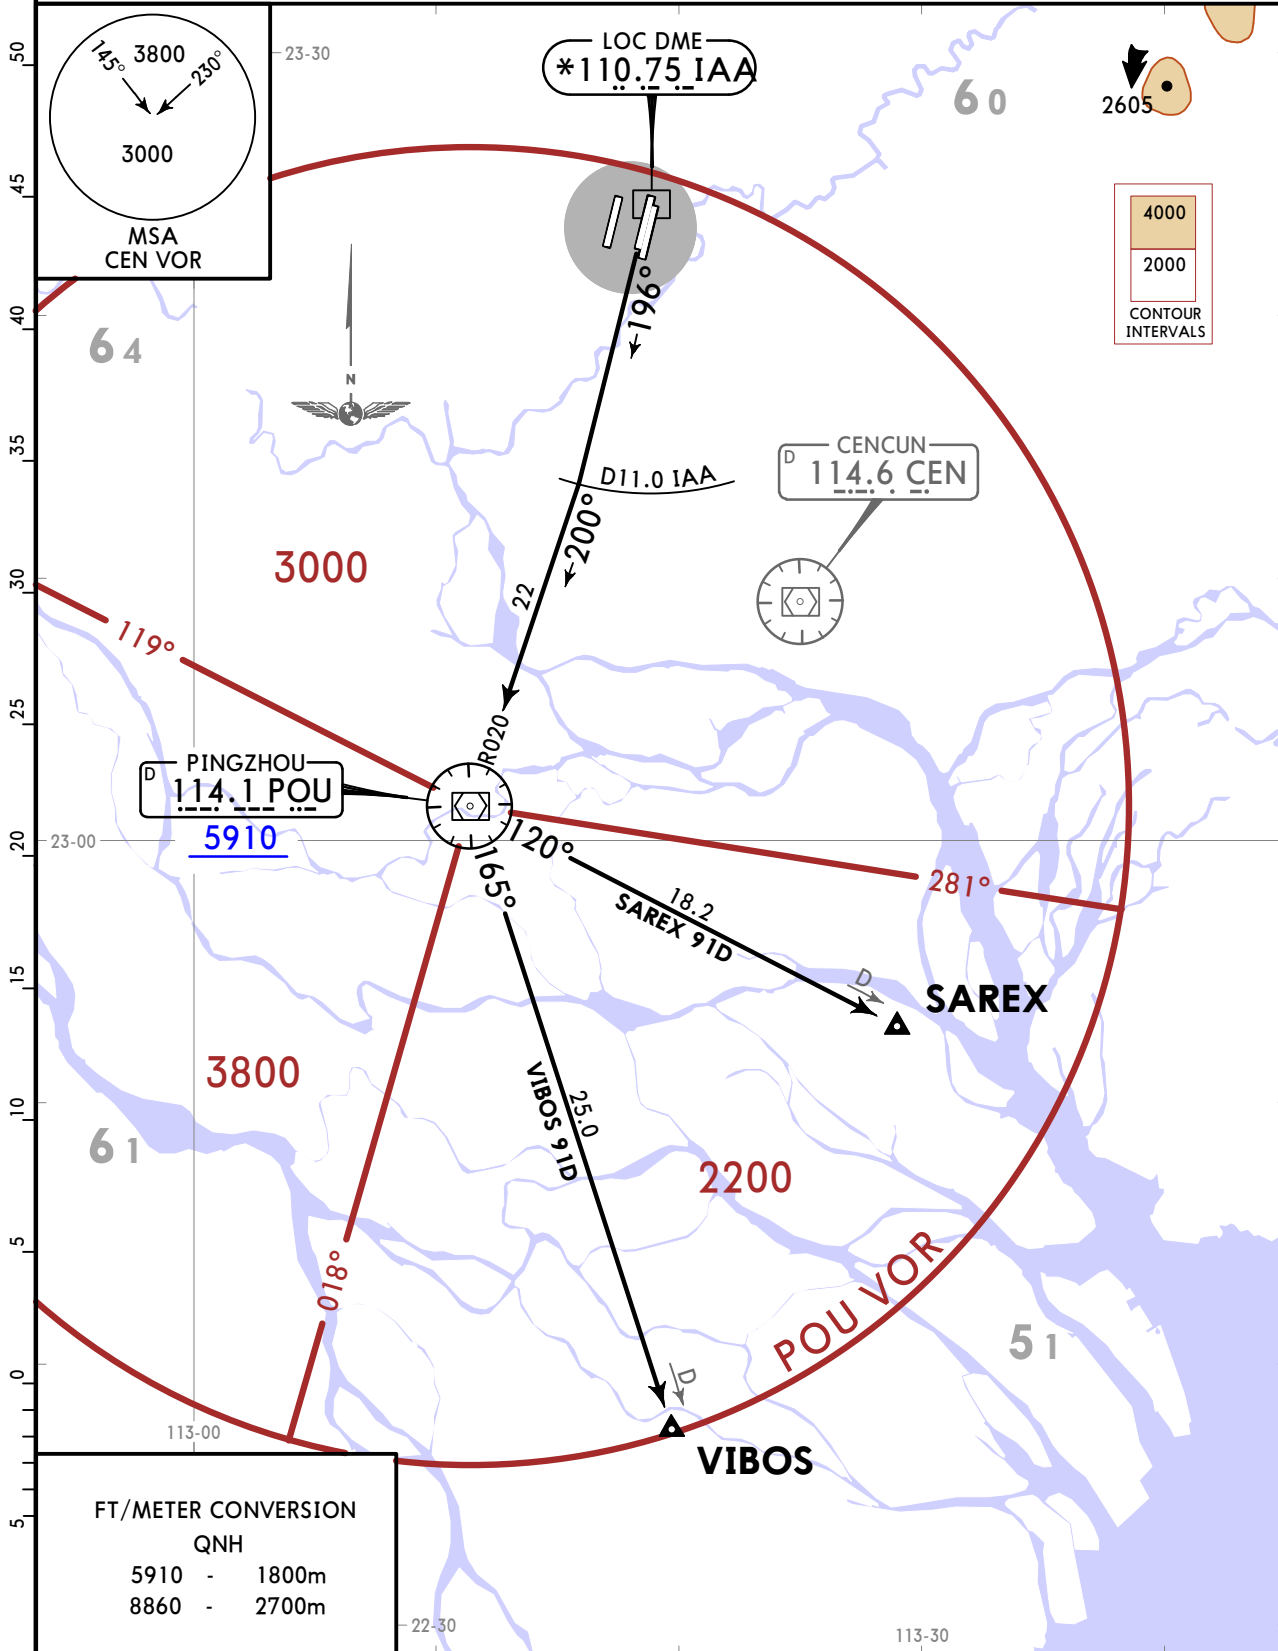 50
45
40
35
30
25
20
15
10
5
0
5
145°
3800
230°
3000
MSA
CEN VOR
23-30
LOC DME
*110.75 IAA
6 0
2605
4000
2000
CONTOUR
INTERVALS
6 4
N
196°
D11.0 IAA
CENCUN
D
114.6 CEN
200°
3000
22
119°
R020
PINGZHOU
D
114.1 POU
5910
23-00
120°
165°
281°
18.2
SAREX 91D
D
SAREX
3800
25.0
VIBOS 91D
6 1
2200
018°
POU VOR
5 1
D
113-00
VIBOS
FT/METER CONVERSION
QNH
5910 - 1800m
8860 - 2700m
22-30
113-30